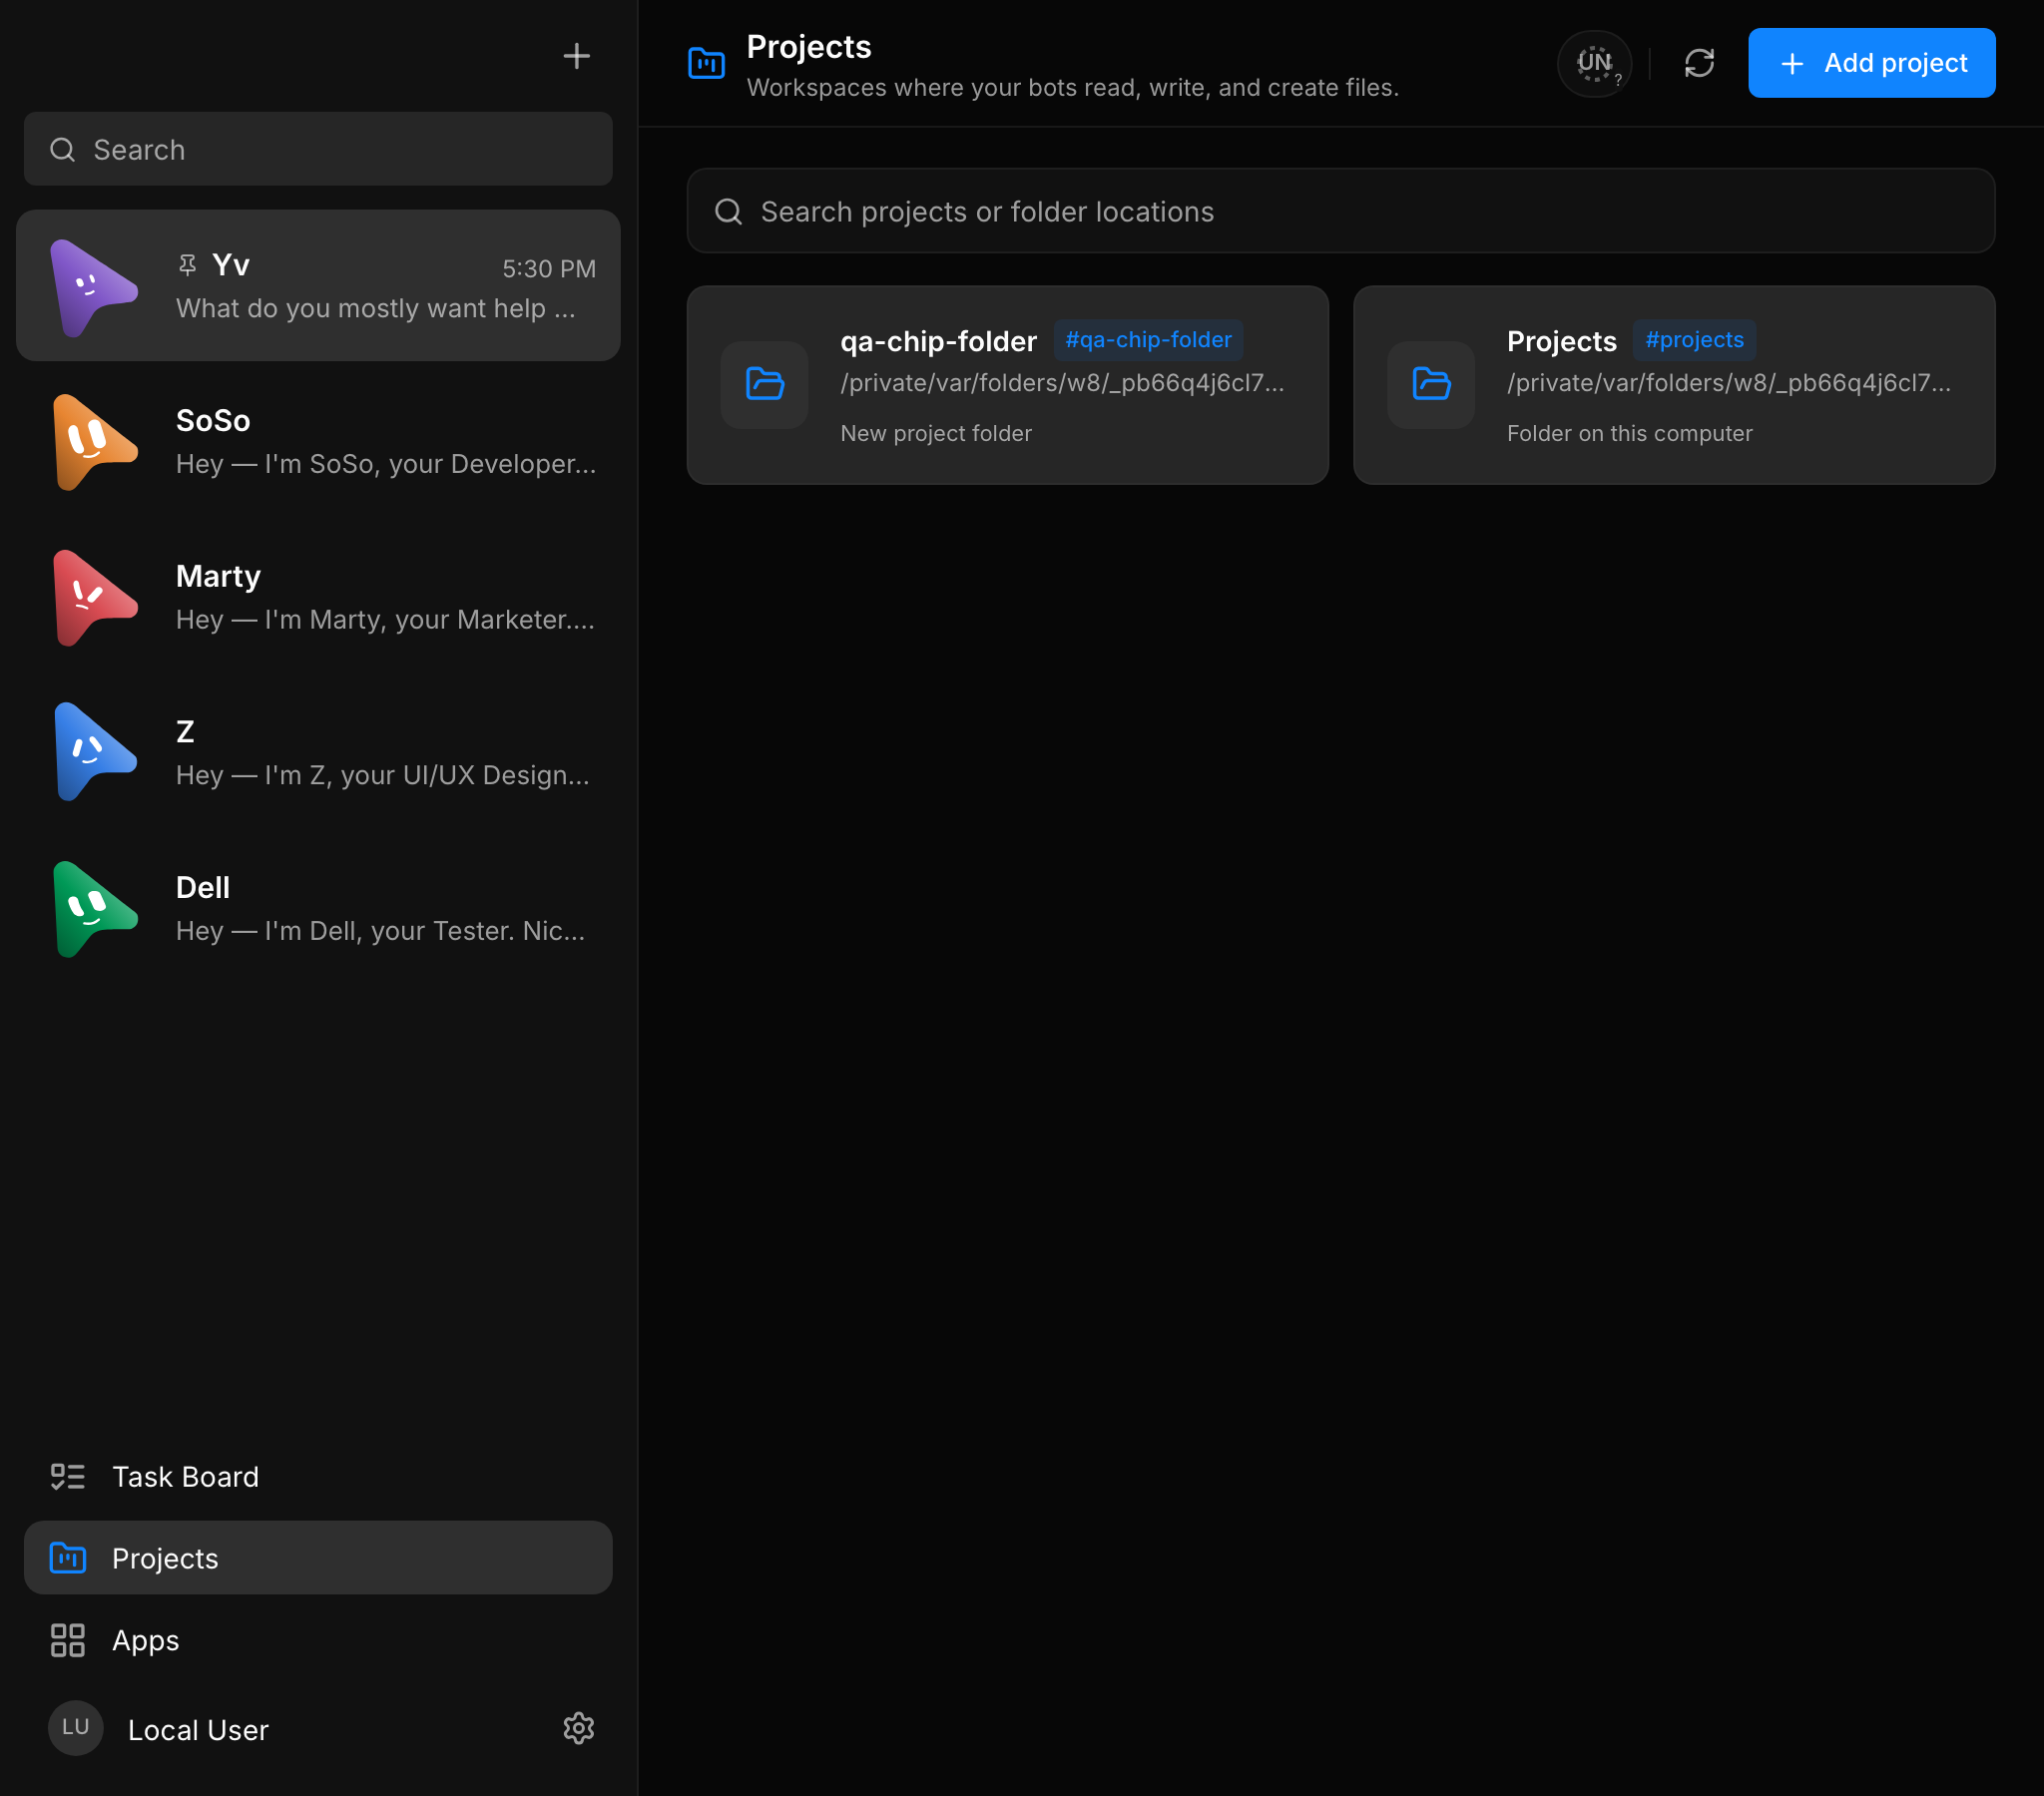 Search
Yv
5:30 PM
What do you mostly want help ...
SoSo
Hey — I'm SoSo, your Developer...
Marty
Hey — I'm Marty, your Marketer....
Z
Hey — I'm Z, your UI/UX Design...
Dell
Hey — I'm Dell, your Tester. Nic...
Task Board
Projects
Apps
LU
Local User
Projects
Workspaces where your bots read, write, and create files.
UN
?
Add project
Search projects or folder locations
qa-chip-folder #qa-chip-folder
/private/var/folders/w8/_pb66q4j6cl7...
New project folder
Projects #projects
/private/var/folders/w8/_pb66q4j6cl7...
Folder on this computer